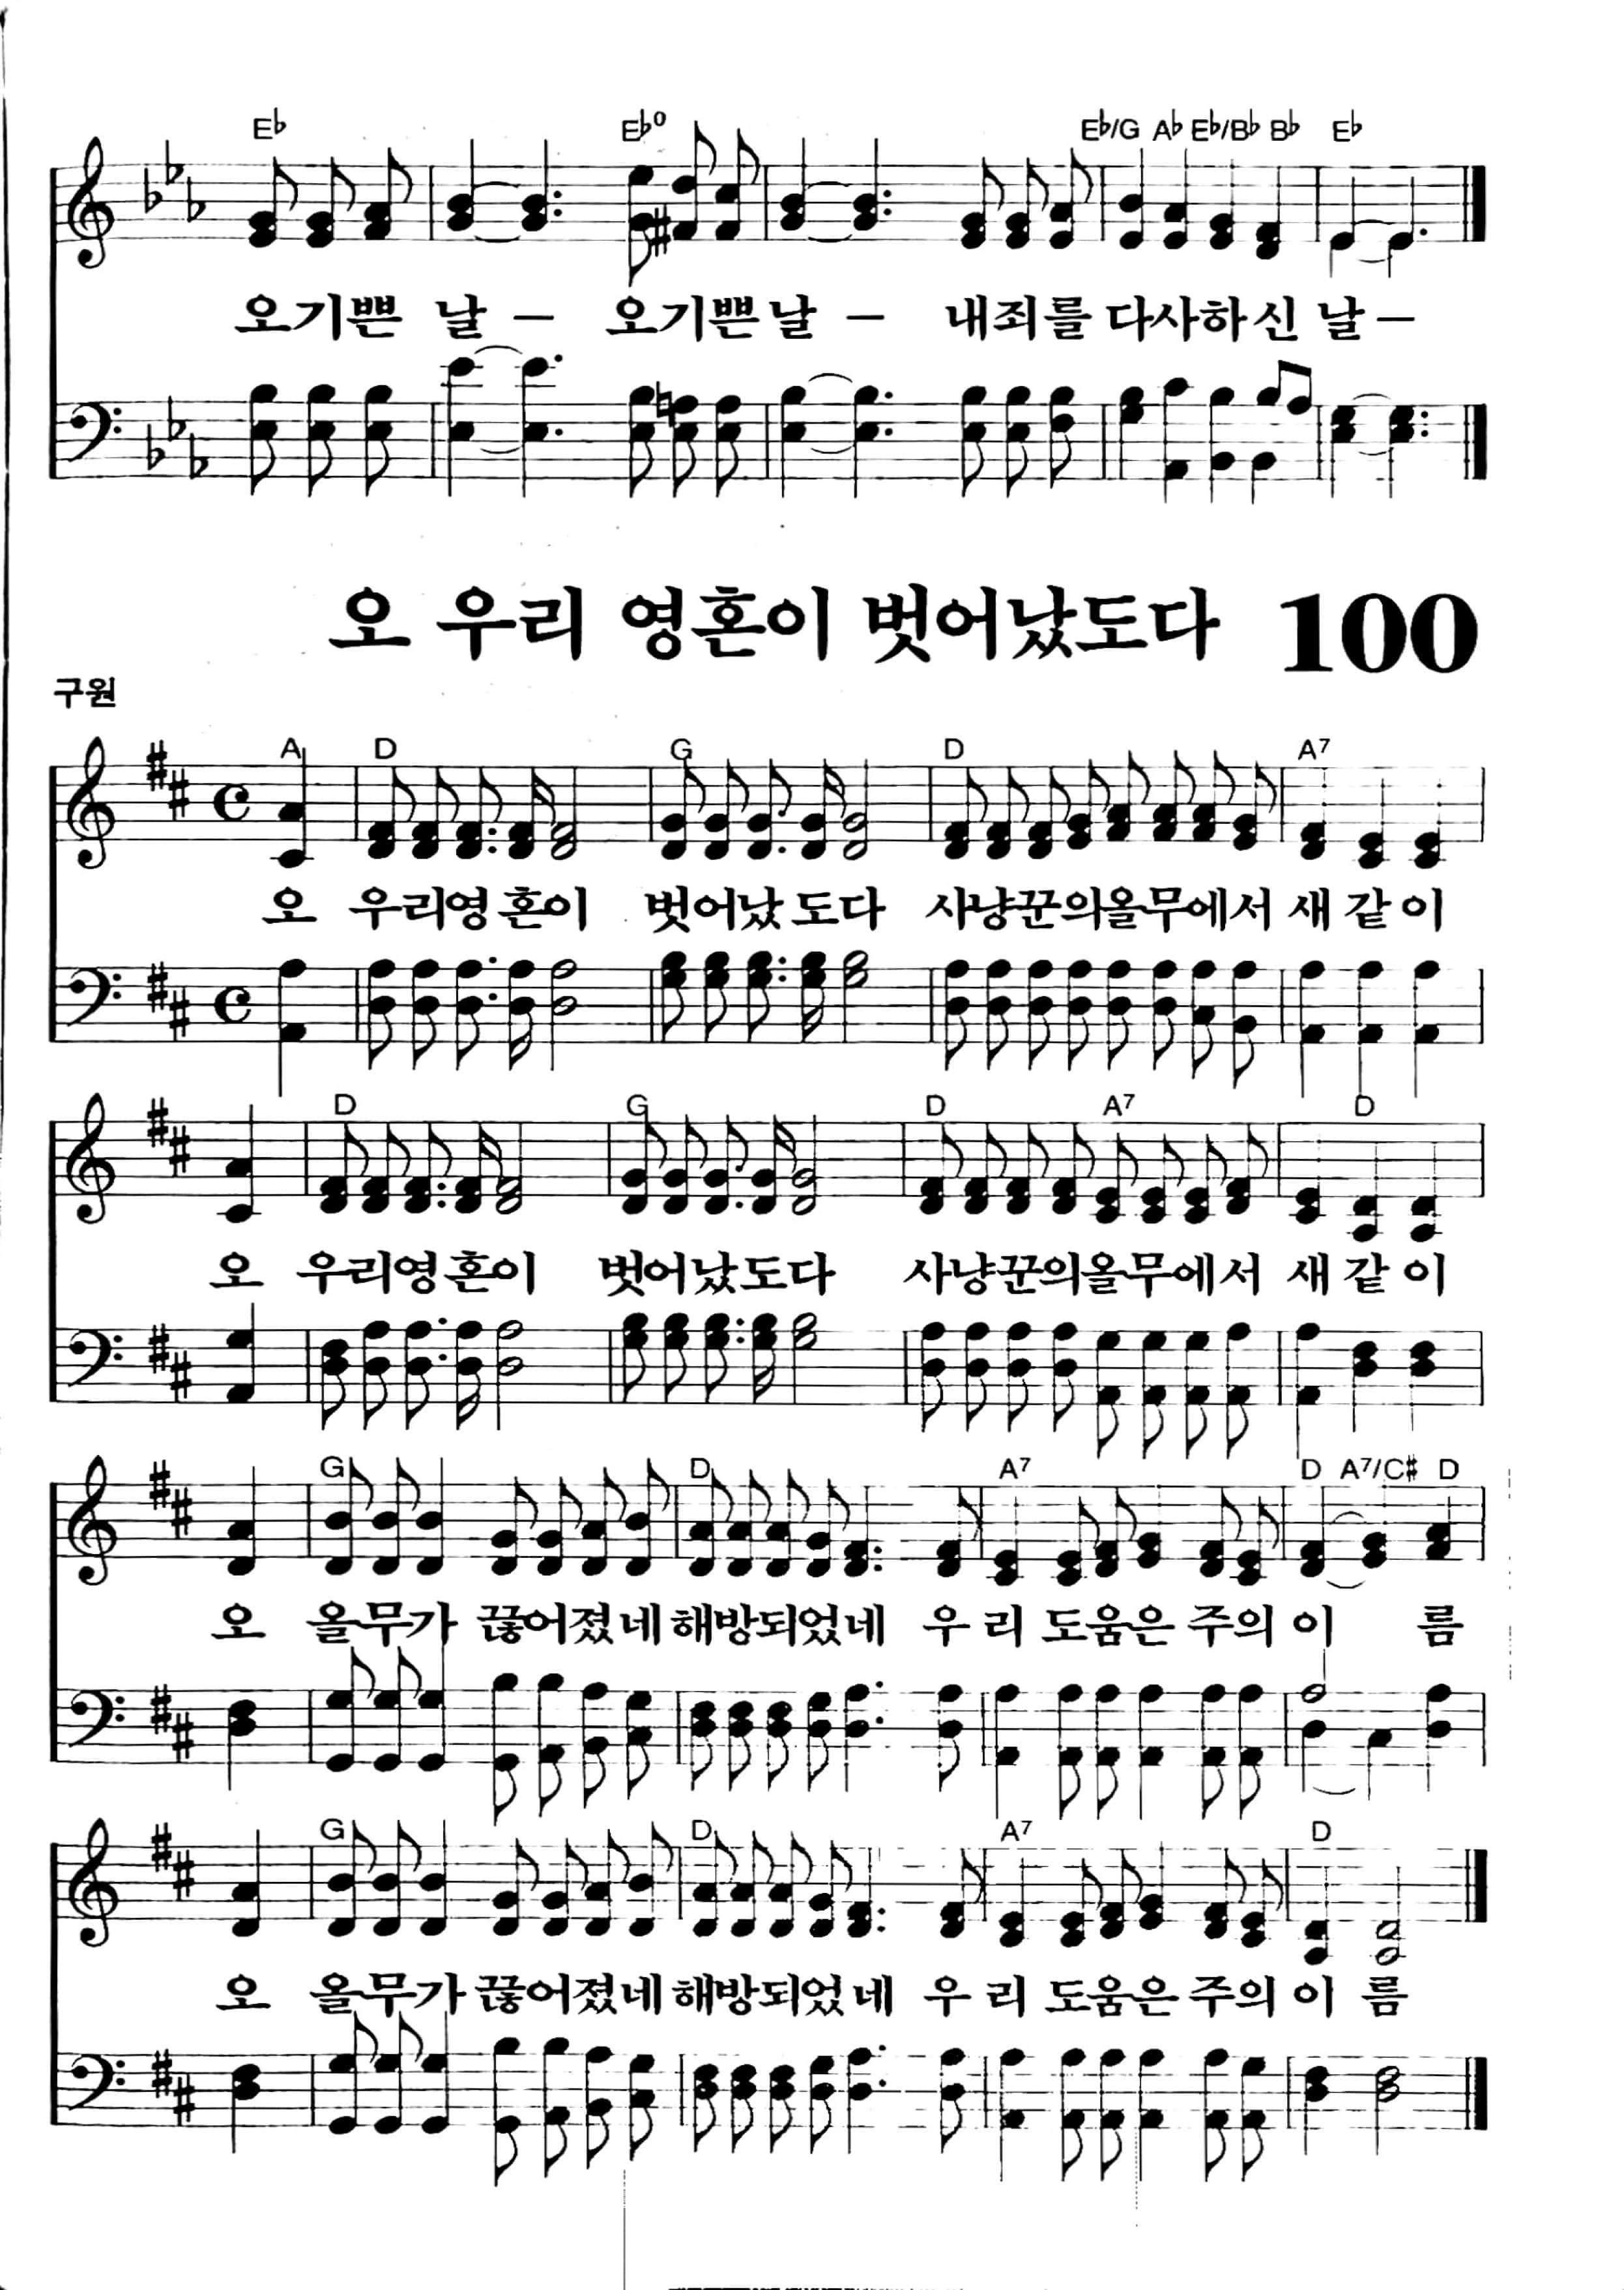 E♭ E♭° E♭/G A♭ E♭/B♭ B♭ E♭
오기쁜 날 – 오기쁜날 – 내죄를 다사하신 날 –
오 우리 영혼이 벗어났도다 100
구원
A D G D A7
오 우리영혼이 벗어났도다 사냥꾼의올무에서 새같이
D G D A7 D
오 우리영혼이 벗어났도다 사냥꾼의올무에서 새같이
G D A7 D A7/C♯ D
오 올무가 끊어졌네 해방되었네 우리 도움은 주의 이 름
G D A7 D
오 올무가 끊어졌네 해방되었네 우리 도움은 주의 이름